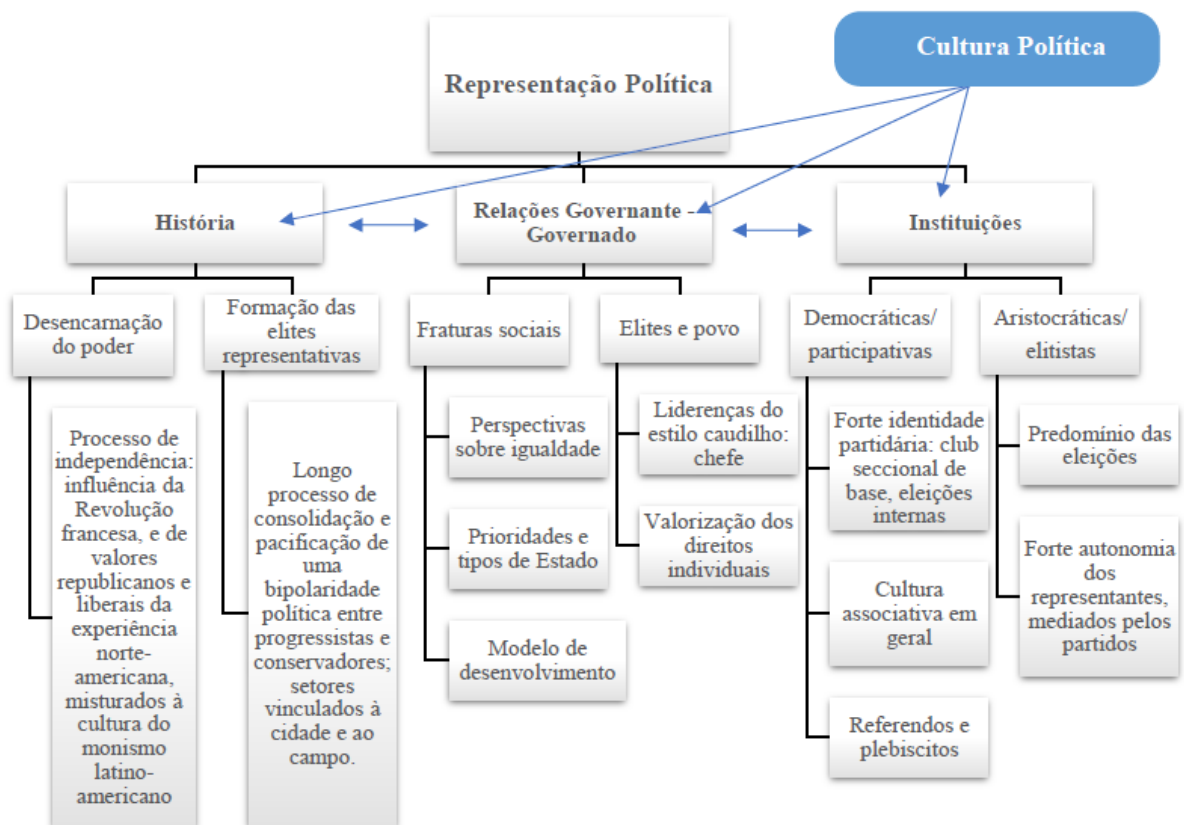 Cultura Política
Representação Política
História
Relações Governante -
Governado
Instituições
Desencarnação
do poder
Formação das
elites
representativas
Fraturas sociais
Elites e povo
Democráticas/
participativas
Aristocráticas/
elitistas
Processo de
independência:
influência da
Revolução
francesa, e de
valores
republicanos e
liberais da
experiência
norte-
americana,
misturados à
cultura do
monismo
latino-
americano
Longo
processo de
consolidação e
pacificação de
uma
bipolaridade
política entre
progressistas e
conservadores;
setores
vinculados à
cidade e ao
campo.
Perspectivas
sobre igualdade
Prioridades e
tipos de Estado
Modelo de
desenvolvimento
Liderenças do
estilo caudilho:
chefe
Valorização dos
direitos
individuais
Forte identidade
partidária: club
seccional de
base, eleições
internas
Cultura
associativa em
geral
Referendos e
plebiscitos
Predomínio das
eleições
Forte autonomia
dos
representantes,
mediados pelos
partidos